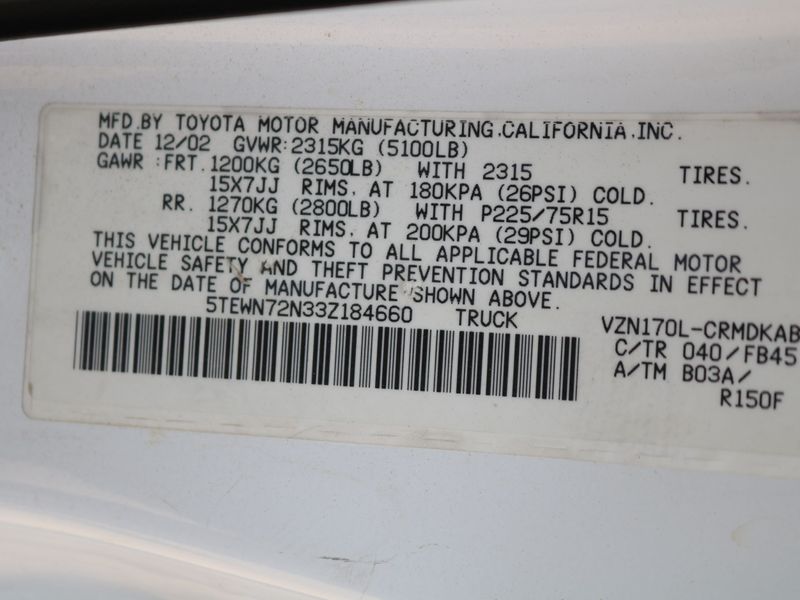 MFD.BY TOYOTA MOTOR MANUFACTURING.CALIFORNIA.INC.
DATE 12/02 GVWR:2315KG (5100LB)
GAWR :FRT.1200KG (2650LB) WITH 2315 TIRES.
15X7JJ RIMS. AT 180KPA (26PSI) COLD.
RR. 1270KG (2800LB) WITH P225/75R15 TIRES.
15X7JJ RIMS. AT 200KPA (29PSI) COLD.
THIS VEHICLE CONFORMS TO ALL APPLICABLE FEDERAL MOTOR
VEHICLE SAFETY AND THEFT PREVENTION STANDARDS IN EFFECT
ON THE DATE OF MANUFACTURE SHOWN ABOVE.
5TEWN72N33Z184660 TRUCK VZN170L-CRMDKAB
C/TR 040/FB45
A/TM B03A/
R150F